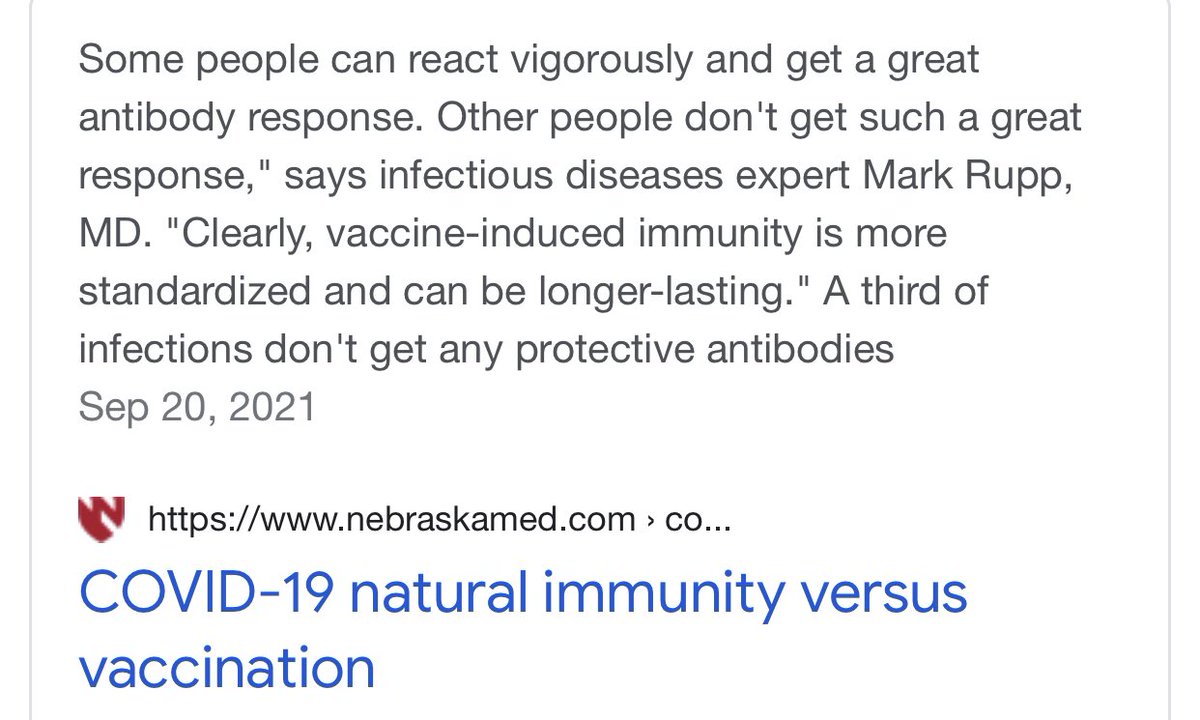 Some people can react vigorously and get a great
antibody response. Other people don't get such a great
response," says infectious diseases expert Mark Rupp,
MD. "Clearly, vaccine-induced immunity is more
standardized and can be longer-lasting." A third of
infections don't get any protective antibodies
Sep 20, 2021
https://www.nebraskamed.com › co...
COVID-19 natural immunity versus
vaccination